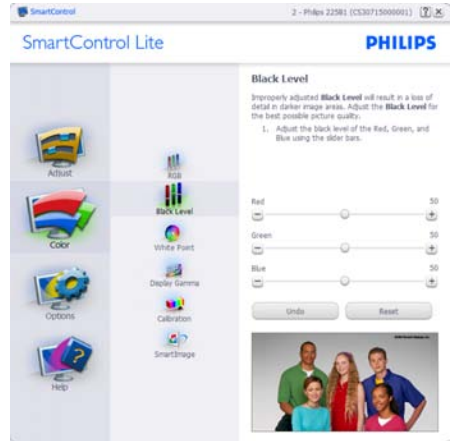 SmartControl
2 - Philips 225B1 (CS30715000001)
SmartControl Lite
PHILIPS
Adjust
Color
Options
Help
RGB
Black Level
White Point
Display Gamma
Calibration
SmartImage
Black Level
Improperly adjusted Black Level will result in a loss of
detail in darker image areas. Adjust the Black Level for
the best possible picture quality.
1. Adjust the black level of the Red, Green, and
Blue using the slider bars.
Red 50
Green 50
Blue 50
Undo Reset